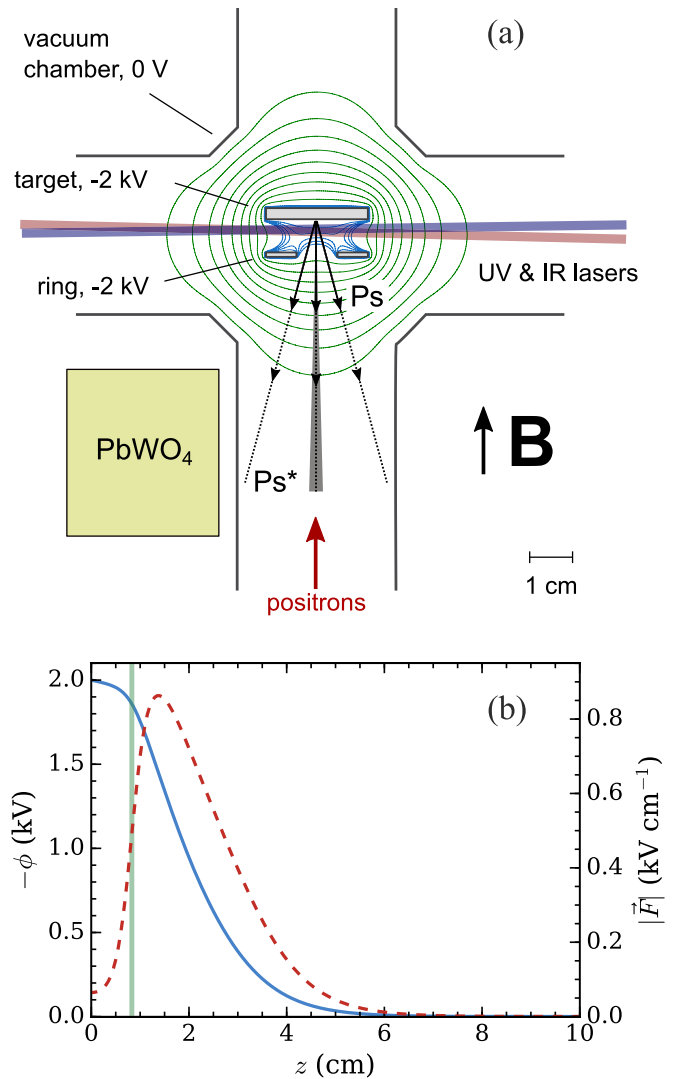 (a)
vacuum
chamber, 0 V
target, -2 kV
ring, -2 kV
UV & IR lasers
Ps
PbWO₄
Ps*
B
1 cm
positrons
(b)
2.0
1.5
1.0
0.5
0.0
−ϕ (kV)
0.8
0.6
0.4
0.2
0.0
|F⃗| (kV cm⁻¹)
0 2 4 6 8 10
z (cm)